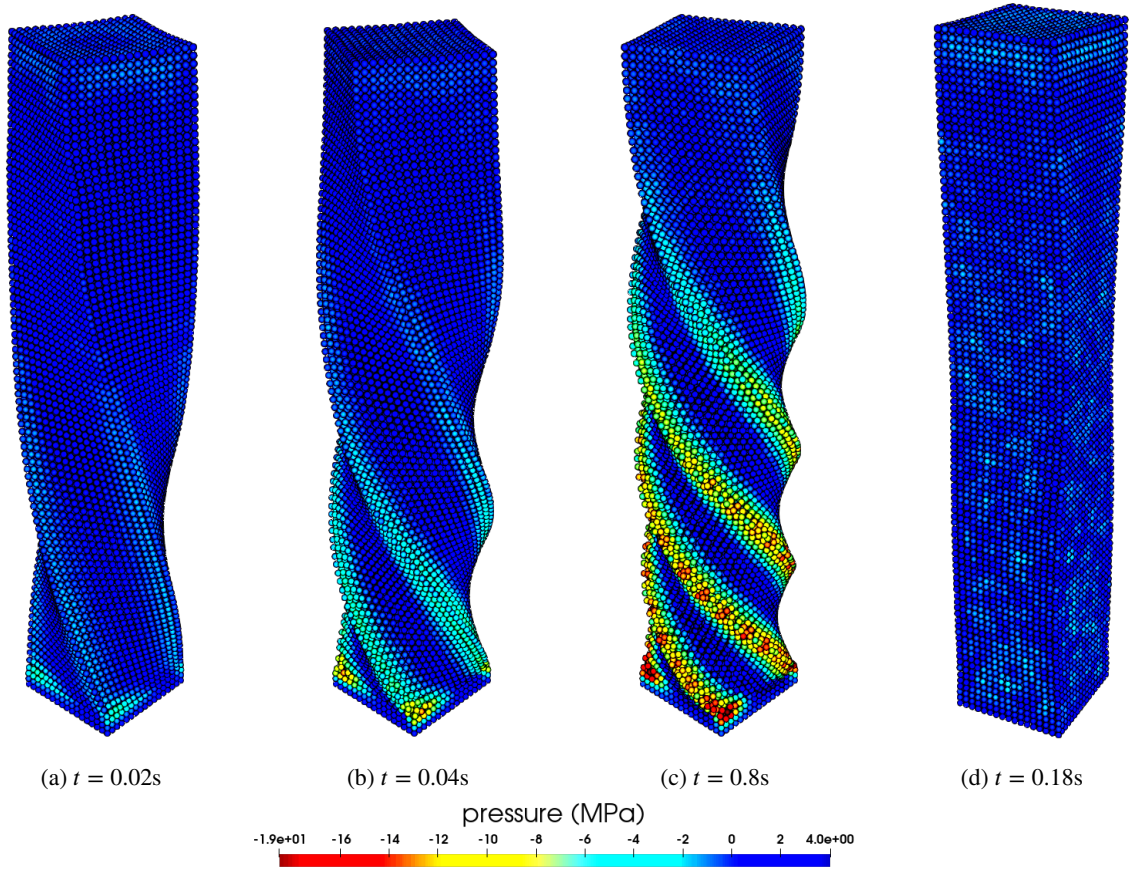 (a) t = 0.02s (b) t = 0.04s (c) t = 0.8s (d) t = 0.18s
pressure (MPa)
-1.9e+01 -16 -14 -12 -10 -8 -6 -4 -2 0 2 4.0e+00